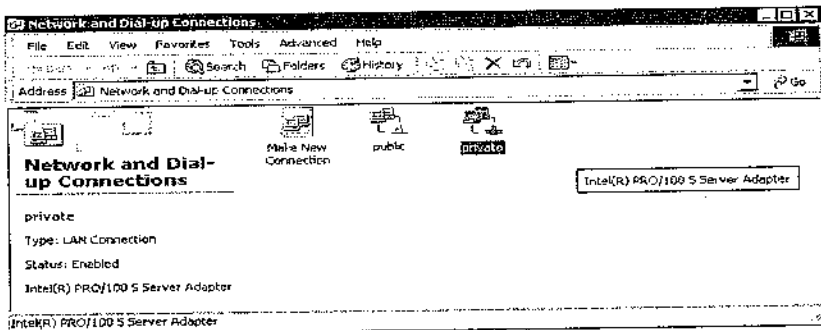 Network and Dial-up Connections
File Edit View Favorites Tools Advanced Help
Search Folders History
Address Network and Dial-up Connections Go
Make New Connection
public
private
Network and Dial-
up Connections
Intel(R) PRO/100 S Server Adapter
private
Type: LAN Connection
Status: Enabled
Intel(R) PRO/100 S Server Adapter
Intel(R) PRO/100 S Server Adapter